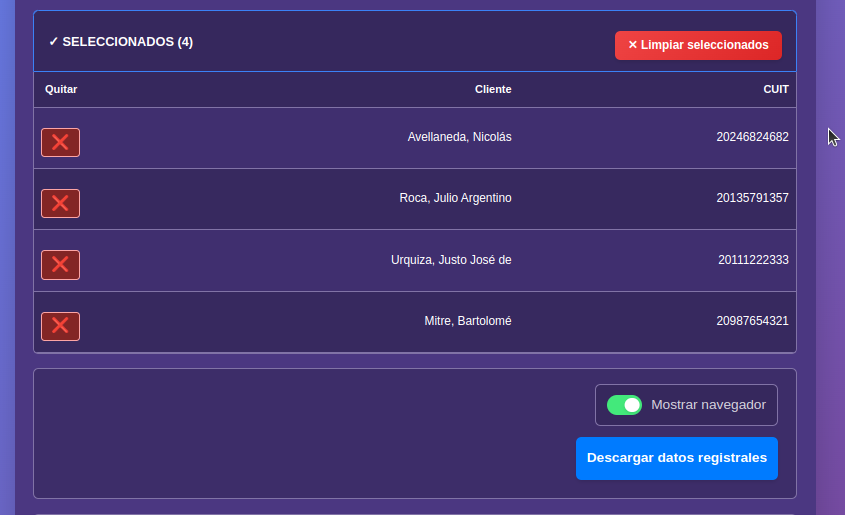 ✓ SELECCIONADOS (4)
✕ Limpiar seleccionados
Quitar Cliente CUIT
Avellaneda, Nicolás 20246824682
Roca, Julio Argentino 20135791357
Urquiza, Justo José de 20111222333
Mitre, Bartolomé 20987654321
Mostrar navegador
Descargar datos registrales